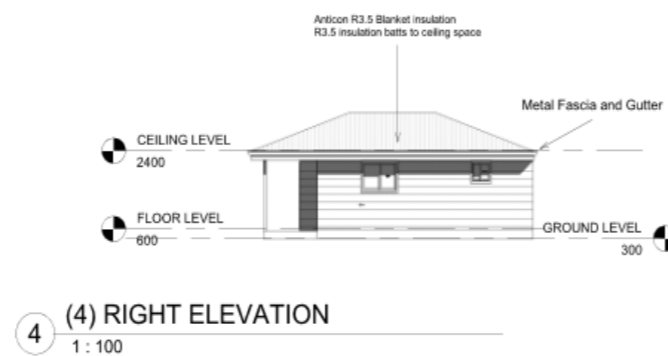 Anticon R3.5 Blanket insulation
R3.5 insulation batts to ceiling space
Metal Fascia and Gutter
CEILING LEVEL
2400
FLOOR LEVEL
600
GROUND LEVEL
300
4
(4) RIGHT ELEVATION
1 : 100